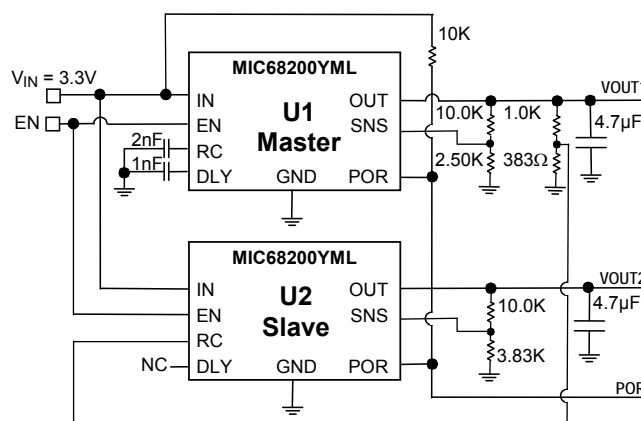 10K
MIC68200YML
VIN = 3.3V
IN
OUT
VOUT1
U1
10.0K
1.0K
4.7µF
EN
EN
SNS
Master
2nF
RC
2.50K
383Ω
1nF
DLY
GND
POR
MIC68200YML
IN
OUT
VOUT2
U2
10.0K
4.7µF
EN
SNS
Slave
RC
3.83K
NC
DLY
GND
POR
POR